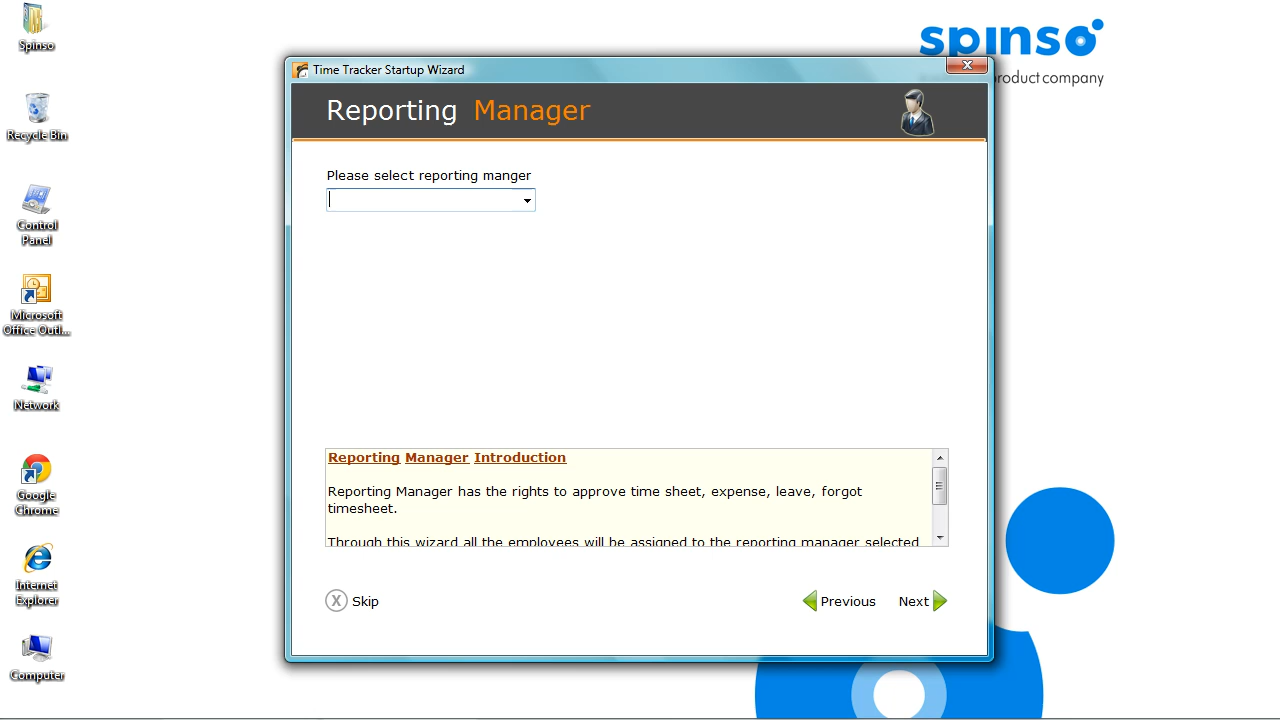 Spinso
Recycle Bin
Control
Panel
Microsoft
Office Outl...
Network
Google
Chrome
Internet
Explorer
Computer
spinso
product company
Time Tracker Startup Wizard
X
Reporting Manager
Please select reporting manger
Reporting Manager Introduction
Reporting Manager has the rights to approve time sheet, expense, leave, forgot
timesheet.
Through this wizard all the employees will be assigned to the reporting manager selected
X Skip
Previous
Next